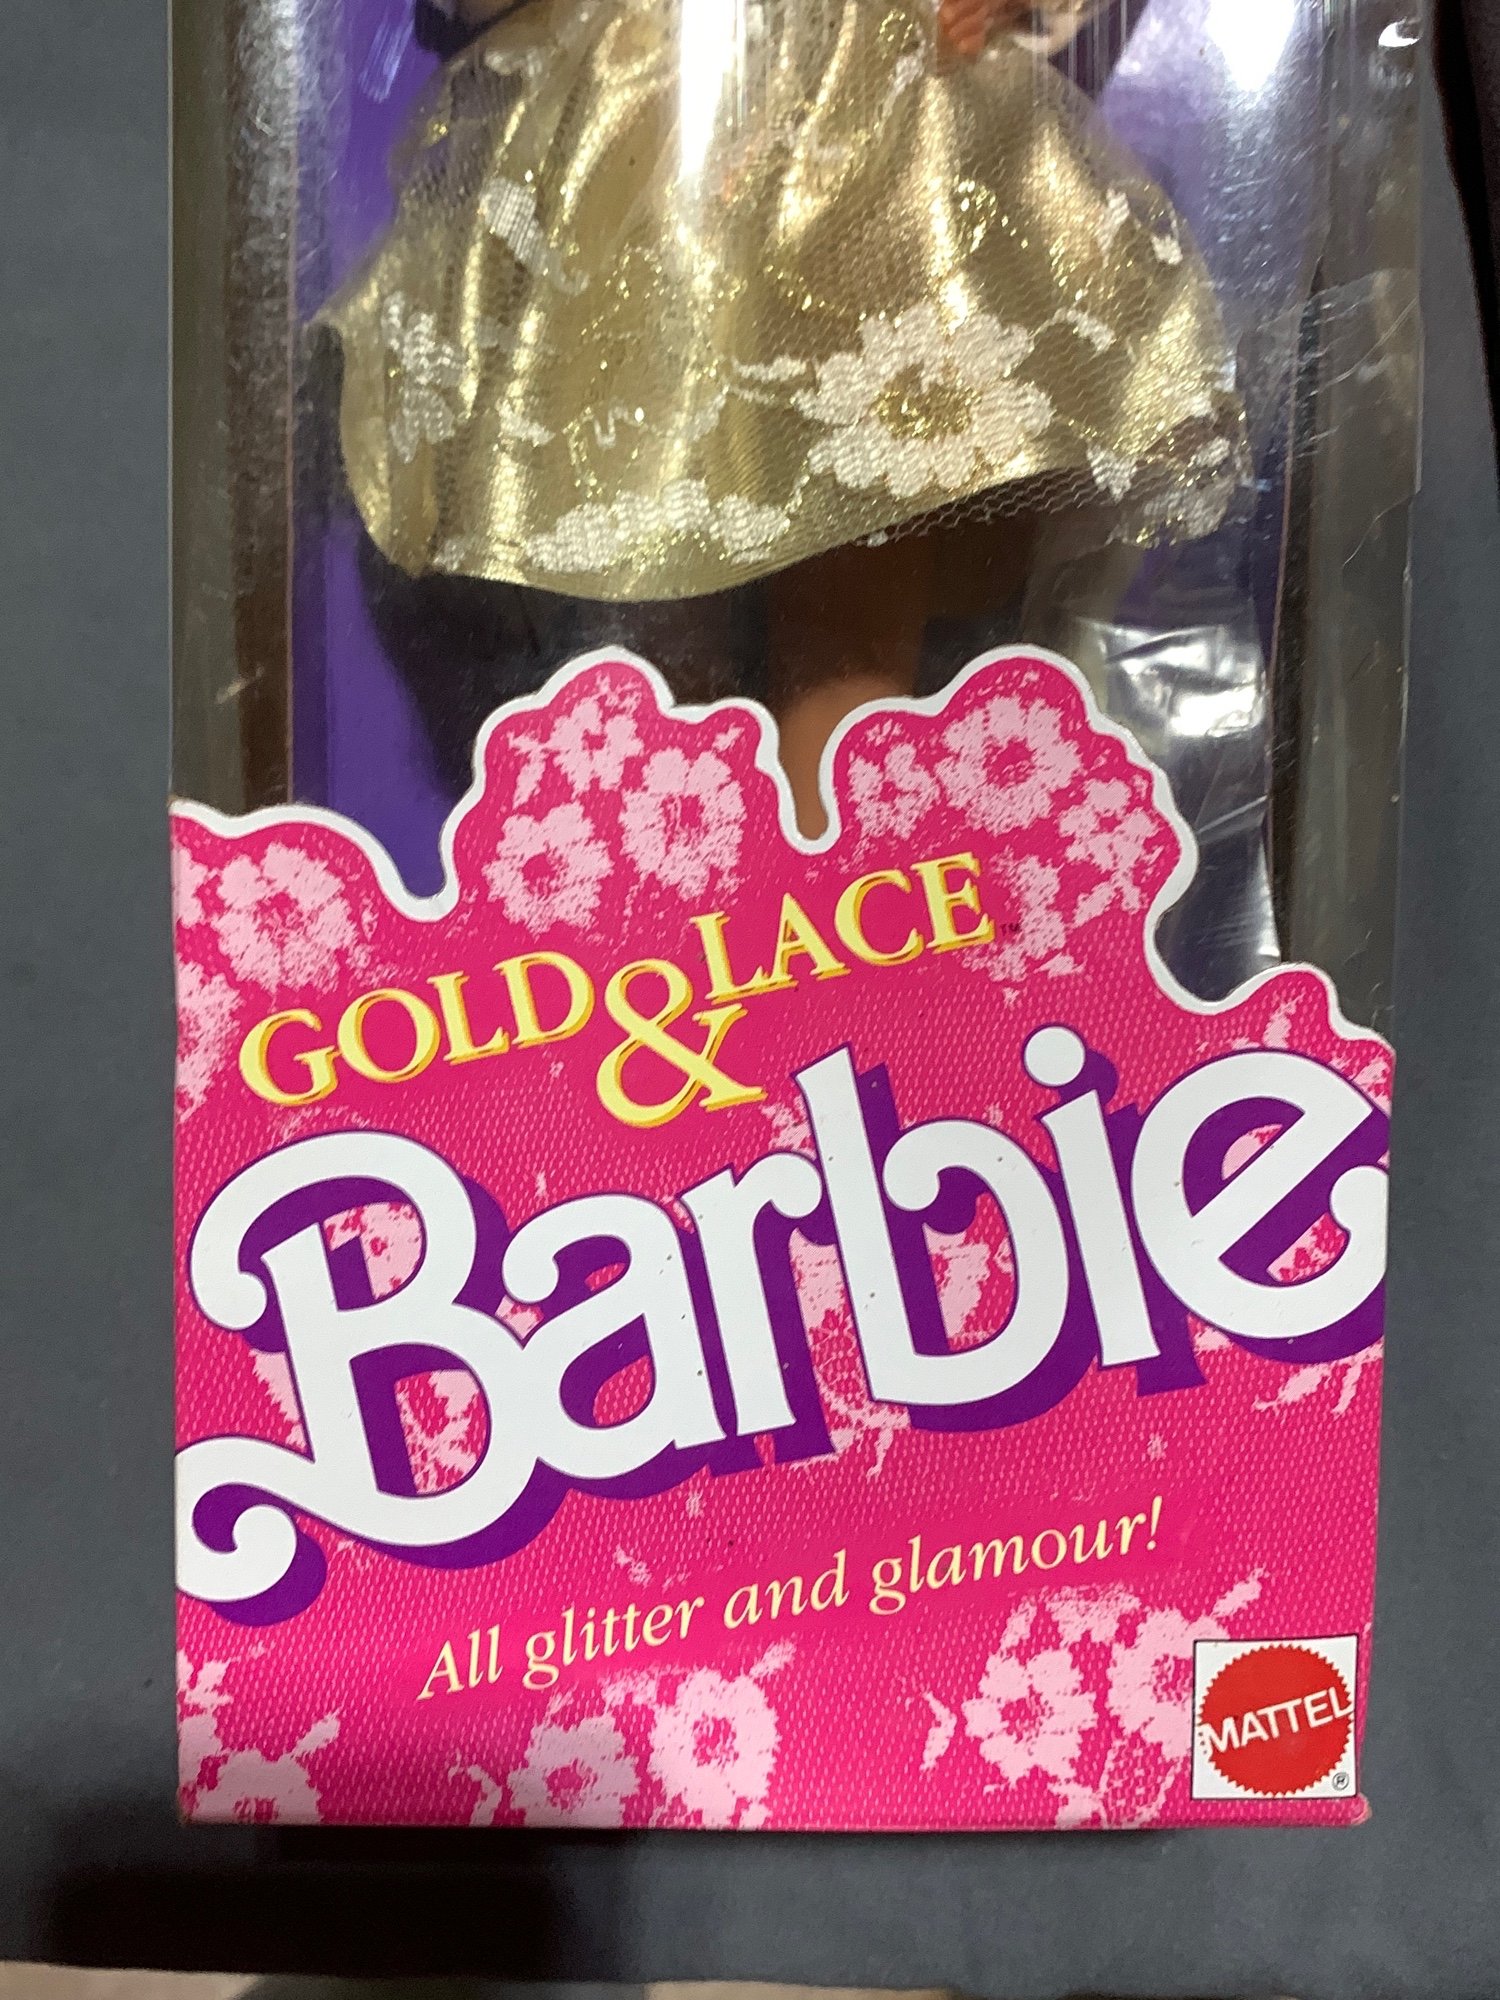 GOLD & LACE™
Barbie
All glitter and glamour!
MATTEL
®